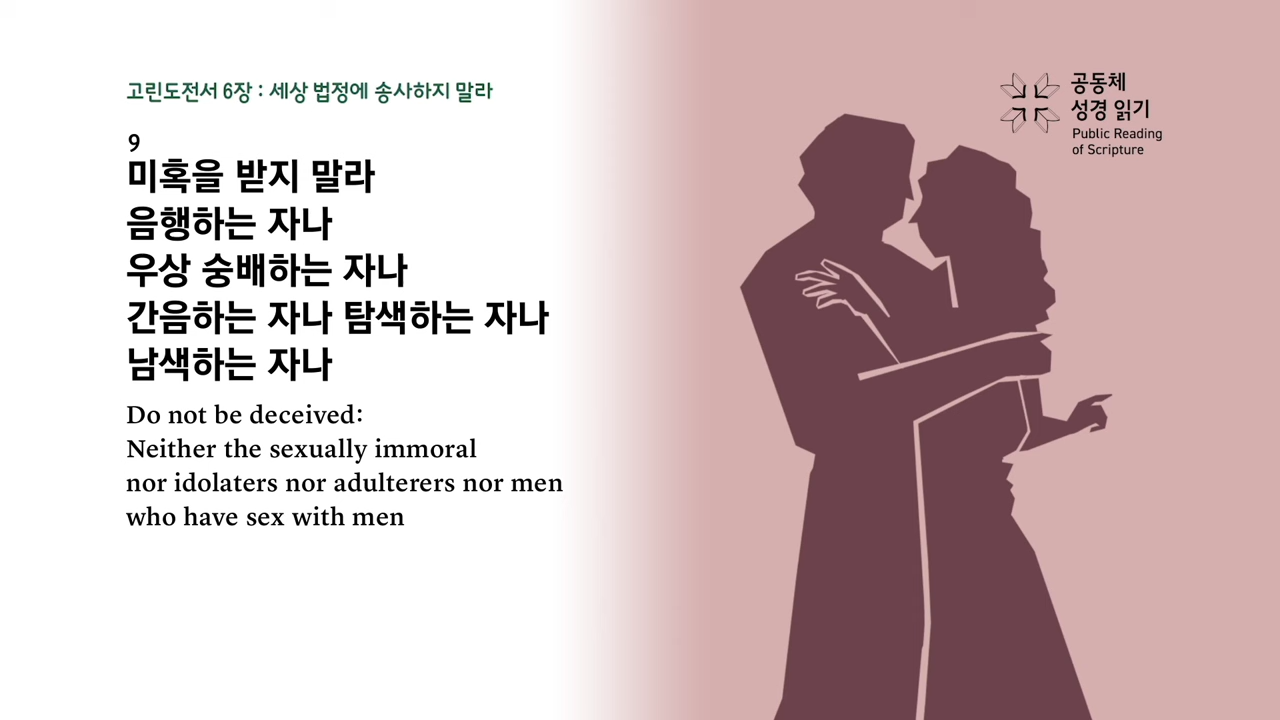 고린도전서 6장 : 세상 법정에 송사하지 말라
9
미혹을 받지 말라
음행하는 자나
우상 숭배하는 자나
간음하는 자나 탐색하는 자나
남색하는 자나
Do not be deceived:
Neither the sexually immoral
nor idolaters nor adulterers nor men
who have sex with men
공동체
성경 읽기
Public Reading
of Scripture